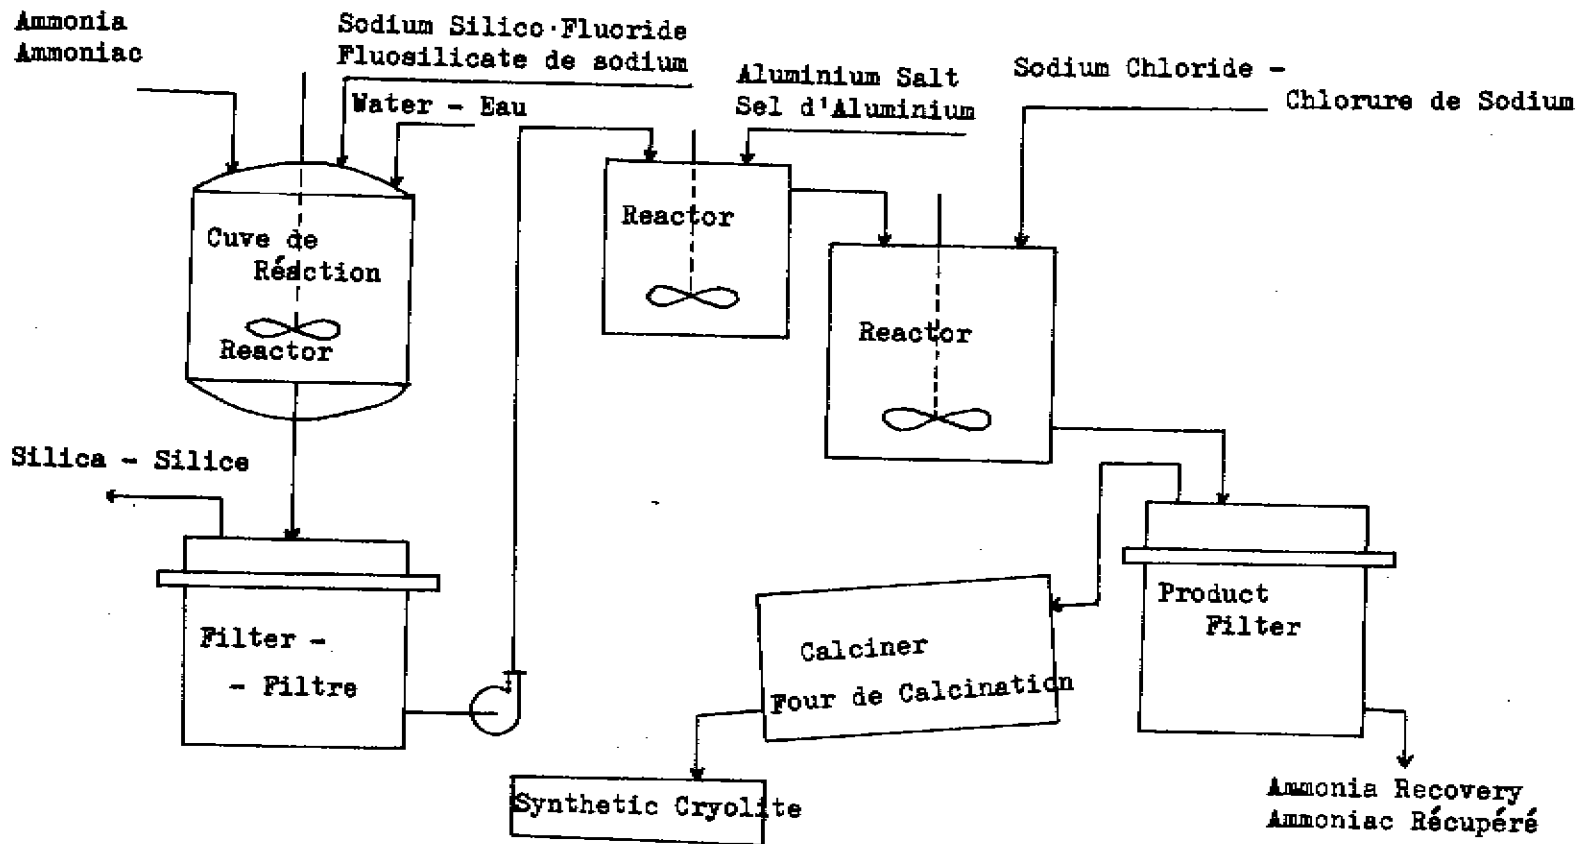 Ammonia
Ammoniac
Sodium Silico·Fluoride
Fluosilicate de sodium
Water - Eau
Aluminium Salt
Sel d'Aluminium
Sodium Chloride -
Chlorure de Sodium
Cuve de
Réaction
Reactor
Reactor
Reactor
Silica - Silice
Filter -
- Filtre
Product
Filter
Calciner
Four de Calcination
Synthetic Cryolite
Ammonia Recovery
Ammoniac Récupéré